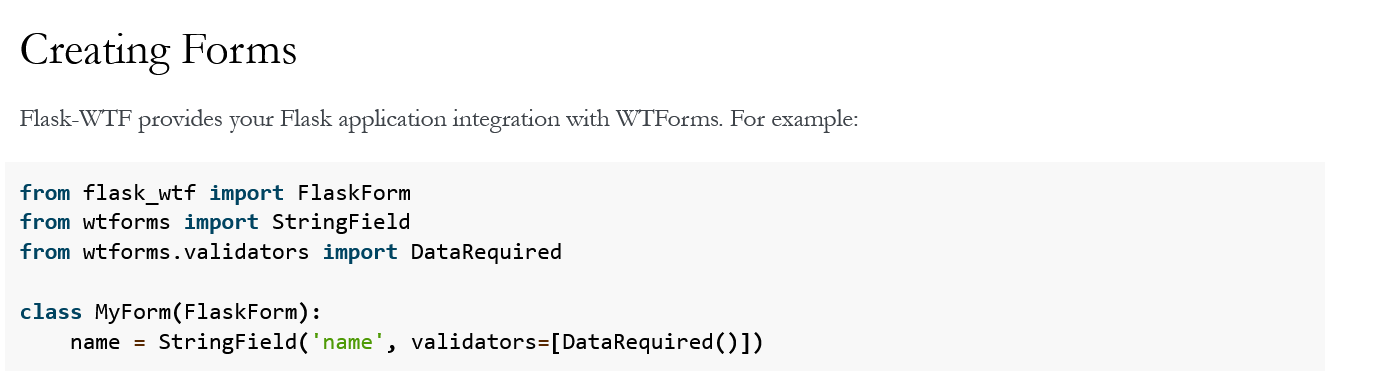 Creating Forms
Flask-WTF provides your Flask application integration with WTForms. For example:
from flask_wtf import FlaskForm
from wtforms import StringField
from wtforms.validators import DataRequired
class MyForm(FlaskForm):
    name = StringField('name', validators=[DataRequired()])